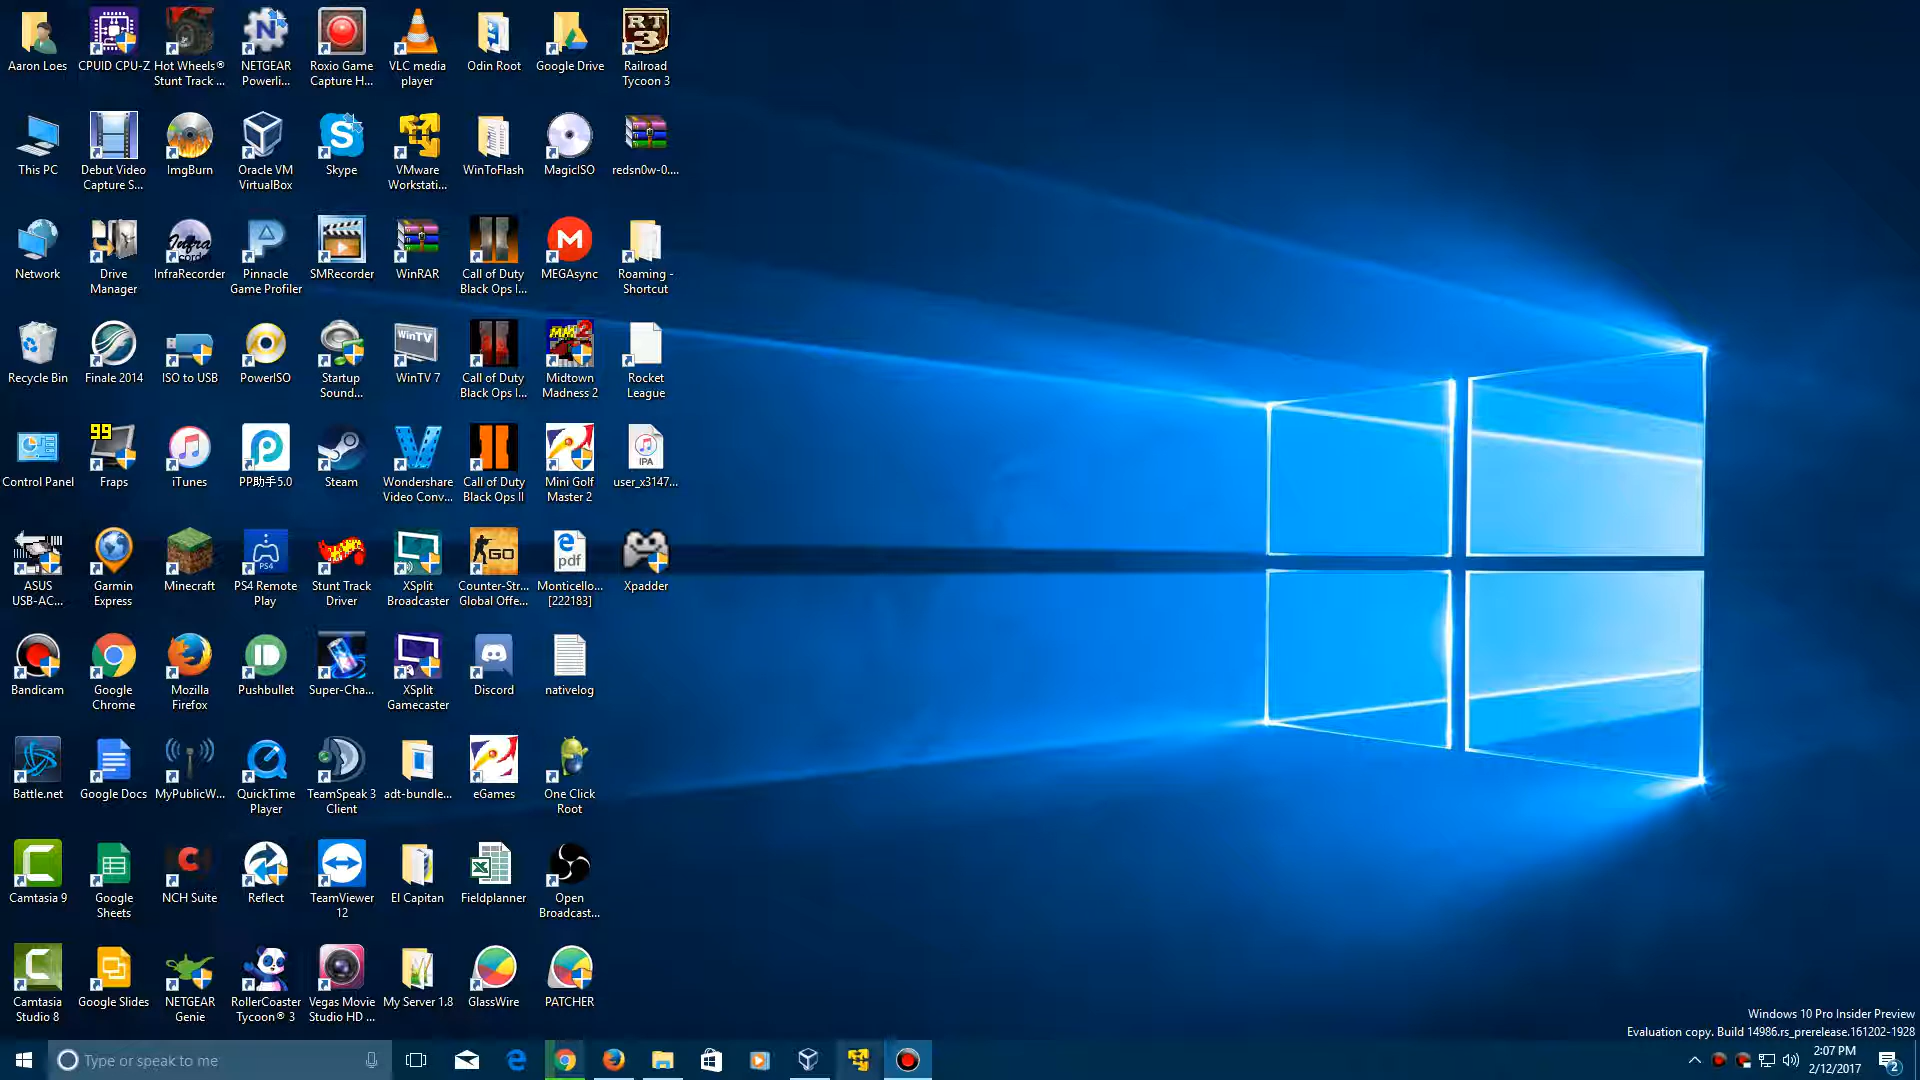 Aaron Loes
CPUID CPU-Z
Hot Wheels®
Stunt Track ...
NETGEAR
Powerli...
Roxio Game
Capture H...
VLC media
player
Odin Root
Google Drive
RT
3
Railroad
Tycoon 3
This PC
Debut Video
Capture S...
ImgBurn
Oracle VM
VirtualBox
Skype
VMware
Workstati...
WinToFlash
MagicISO
redsn0w-0....
Network
Drive
Manager
InfraRecorder
Pinnacle
Game Profiler
SMRecorder
WinRAR
Call of Duty
Black Ops I...
MEGAsync
Roaming -
Shortcut
Recycle Bin
Finale 2014
ISO to USB
PowerISO
Startup
Sound...
WinTV
WinTV 7
Call of Duty
Black Ops I...
Midtown
Madness 2
Rocket
League
Control Panel
99
Fraps
iTunes
PP助手5.0
Steam
Wondershare
Video Conv...
Call of Duty
Black Ops II
Mini Golf
Master 2
IPA
user_x3147...
ASUS
USB-AC...
Garmin
Express
Minecraft
PS4
PS4 Remote
Play
Stunt Track
Driver
XSplit
Broadcaster
GO
Counter-Str...
Global Offe...
pdf
Monticello...
[222183]
Xpadder
Bandicam
Google
Chrome
Mozilla
Firefox
Pushbullet
Super-Cha...
XSplit
Gamecaster
Discord
nativelog
Battle.net
Google Docs
MyPublicW...
QuickTime
Player
TeamSpeak 3
Client
adt-bundle...
eGames
One Click
Root
Camtasia 9
Google
Sheets
NCH Suite
Reflect
TeamViewer
12
El Capitan
Fieldplanner
Open
Broadcast...
Camtasia
Studio 8
Google Slides
NETGEAR
Genie
RollerCoaster
Tycoon® 3
Vegas Movie
Studio HD ...
My Server 1.8
GlassWire
PATCHER
Windows 10 Pro Insider Preview
Evaluation copy. Build 14986.rs_prerelease.161202-1928
Type or speak to me
2:07 PM
2/12/2017
2